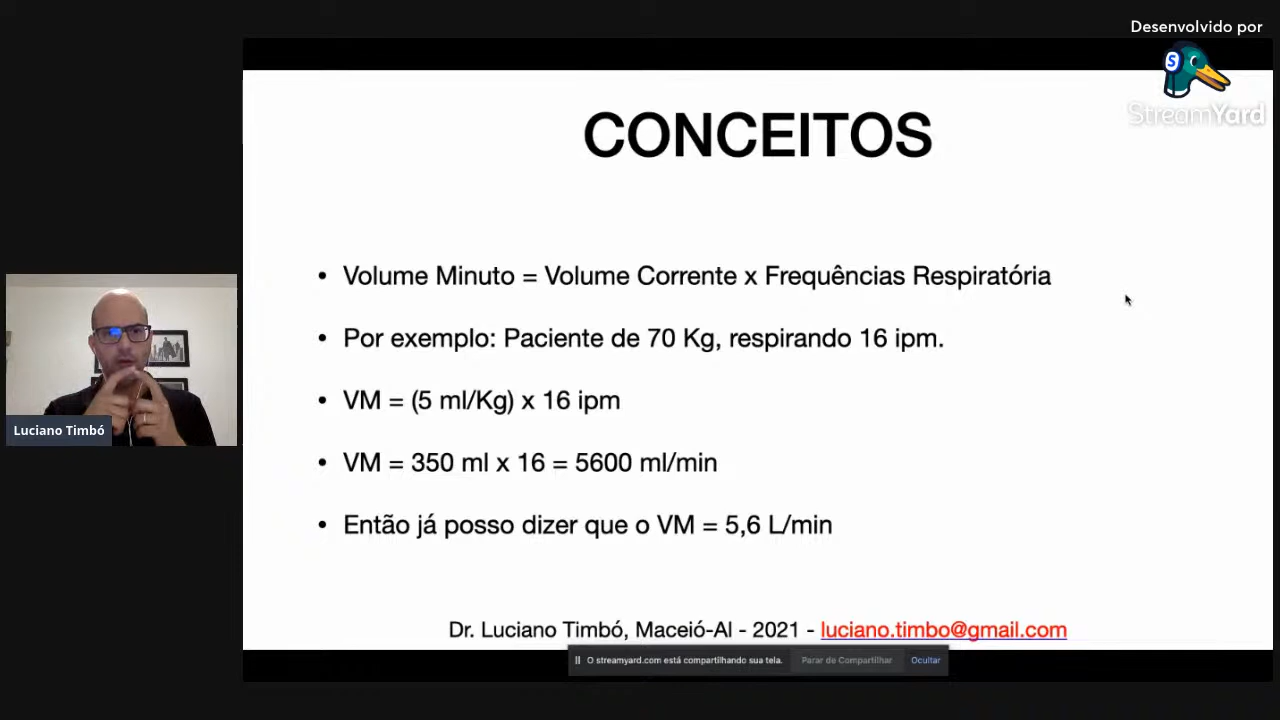 Desenvolvido por
S
StreamYard
CONCEITOS
• Volume Minuto = Volume Corrente x Frequências Respiratória
• Por exemplo: Paciente de 70 Kg, respirando 16 ipm.
• VM = (5 ml/Kg) x 16 ipm
• VM = 350 ml x 16 = 5600 ml/min
• Então já posso dizer que o VM = 5,6 L/min
Luciano Timbó
Dr. Luciano Timbó, Maceió-Al - 2021 - luciano.timbo@gmail.com
O streamyard.com está compartilhando sua tela. Parar de Compartilhar Ocultar